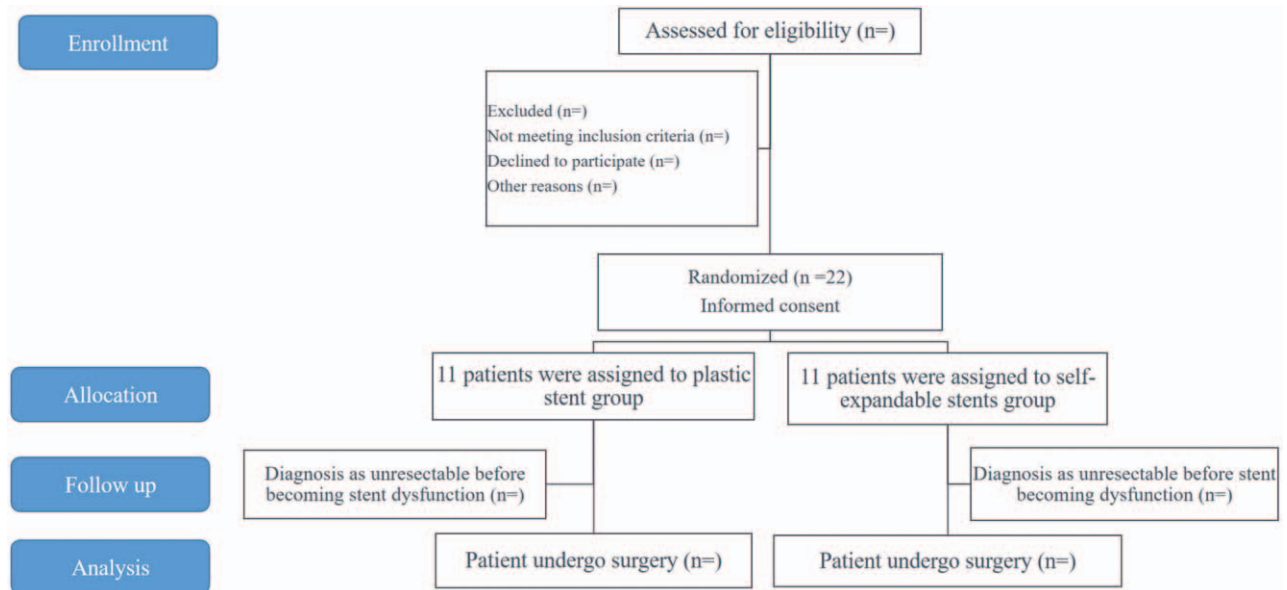 Enrollment
Assessed for eligibility (n=)
Excluded (n=)
Not meeting inclusion criteria (n=)
Declined to participate (n=)
Other reasons (n=)
Randomized (n =22)
Informed consent
Allocation
11 patients were assigned to plastic
stent group
11 patients were assigned to self-
expandable stents group
Follow up
Diagnosis as unresectable before
becoming stent dysfunction (n=)
Diagnosis as unresectable before stent
becoming dysfunction (n=)
Analysis
Patient undergo surgery (n=)
Patient undergo surgery (n=)